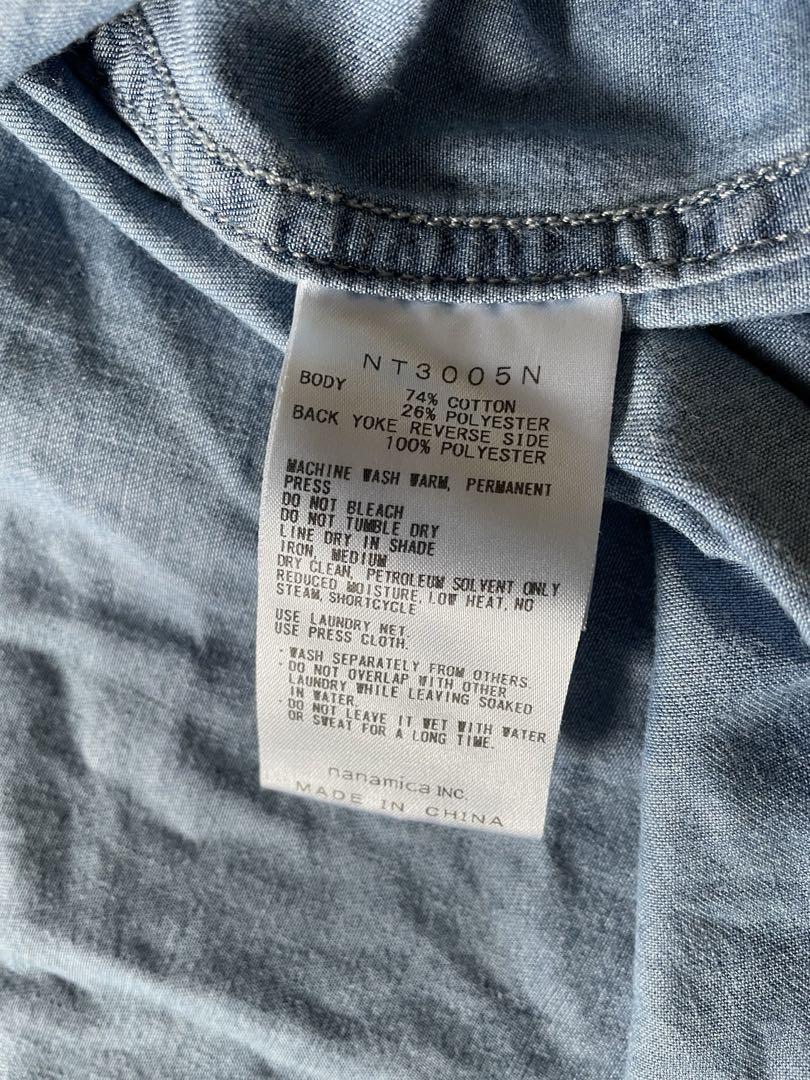 NT3005N
BODY
74% COTTON
26% POLYESTER
BACK YOKE REVERSE SIDE
100% POLYESTER
MACHINE WASH WARM, PERMANENT
PRESS
DO NOT BLEACH
DO NOT TUMBLE DRY
LINE DRY IN SHADE
IRON, MEDIUM
DRY CLEAN, PETROLEUM SOLVENT ONLY
REDUCED MOISTURE, LOW HEAT, NO
STEAM, SHORTCYCLE
USE LAUNDRY NET.
USE PRESS CLOTH.
・WASH SEPARATELY FROM OTHERS.
・DO NOT OVERLAP WITH OTHER
LAUNDRY WHILE LEAVING SOAKED
IN WATER.
・DO NOT LEAVE IT WET WITH WATER
OR SWEAT FOR A LONG TIME.
nanamica INC.
MADE IN CHINA